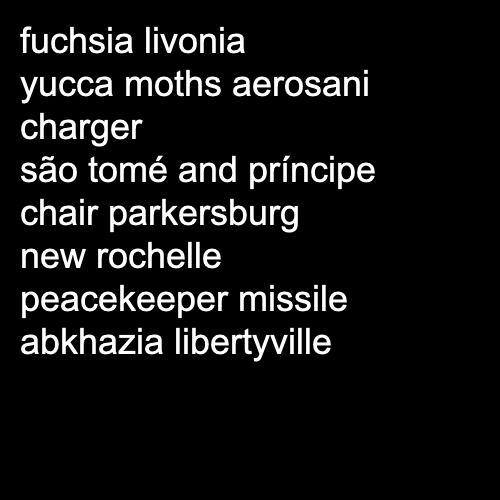 fuchsia livonia
yucca moths aerosani
charger
são tomé and príncipe
chair parkersburg
new rochelle
peacekeeper missile
abkhazia libertyville